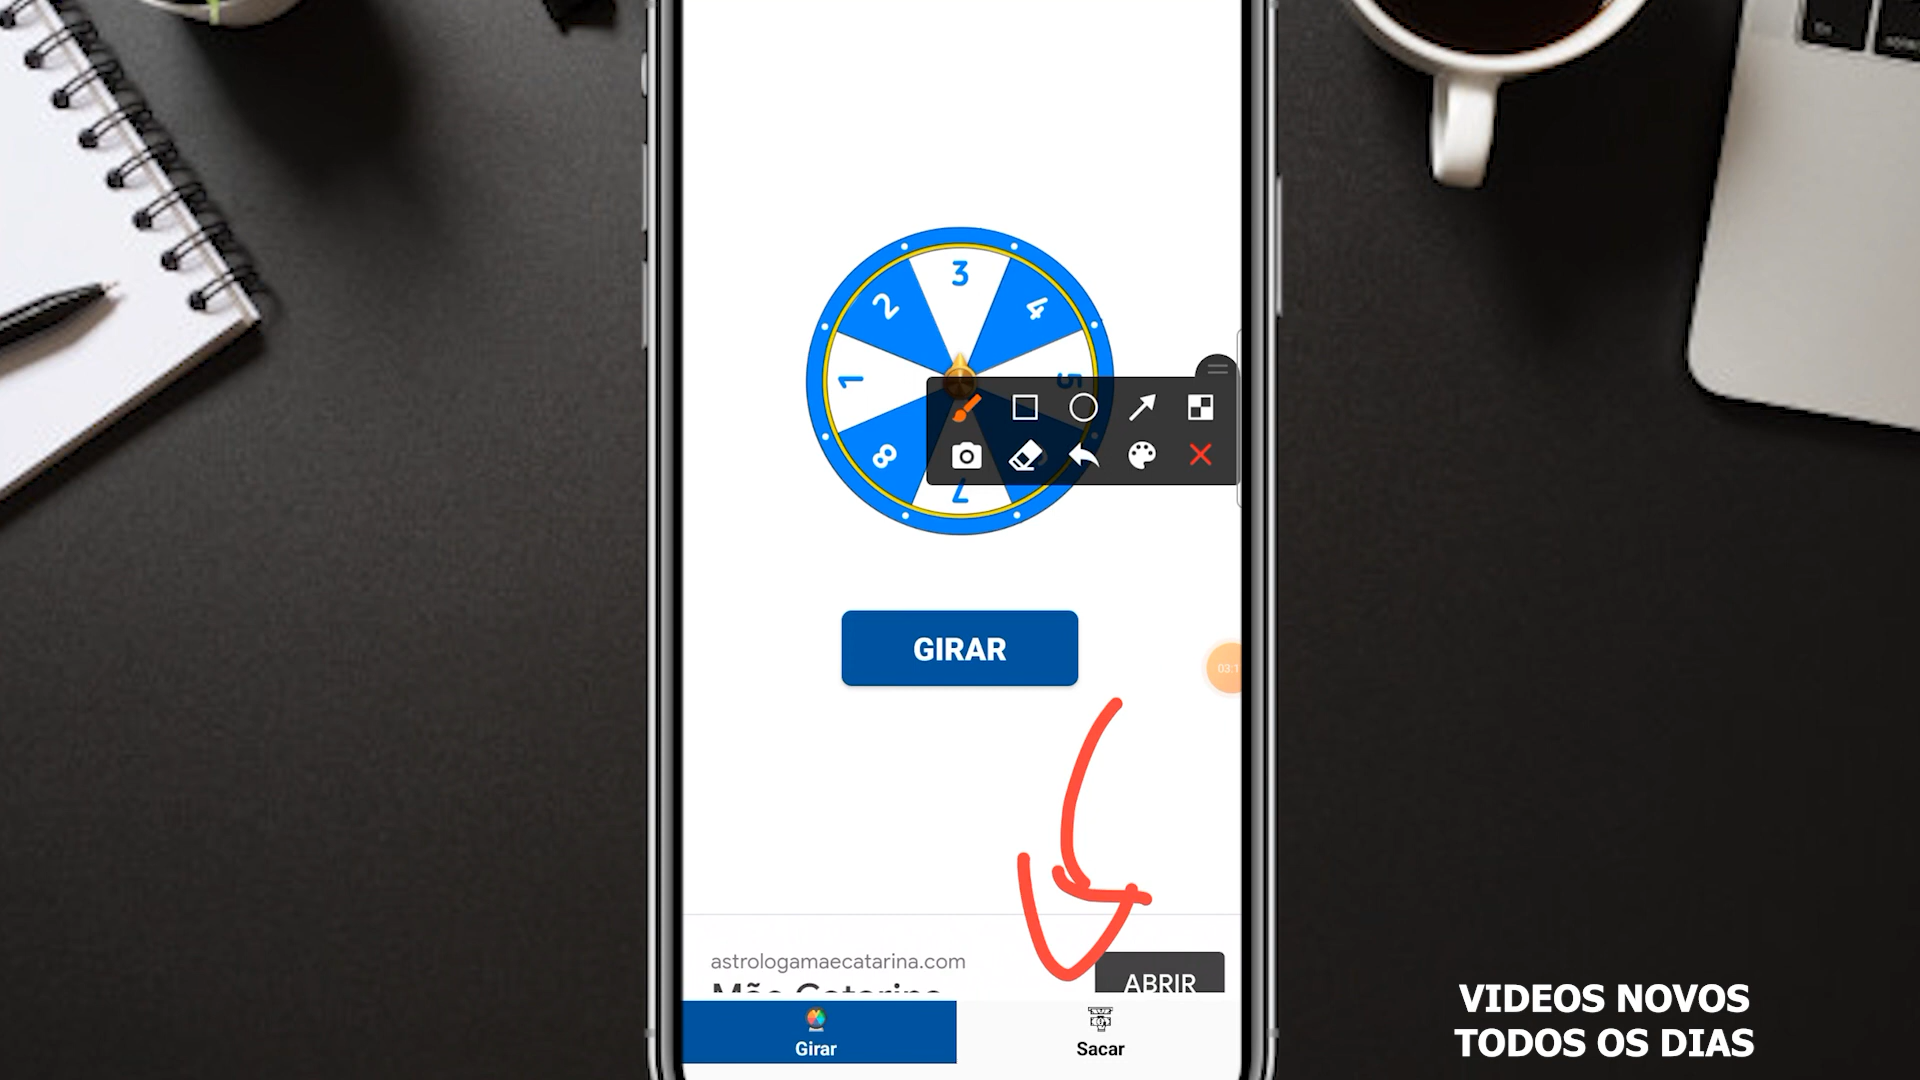 3
2
4
1
5
8
7
GIRAR
astrologamaecatarina.com
ABRIR
Girar
Sacar
VIDEOS NOVOS
TODOS OS DIAS